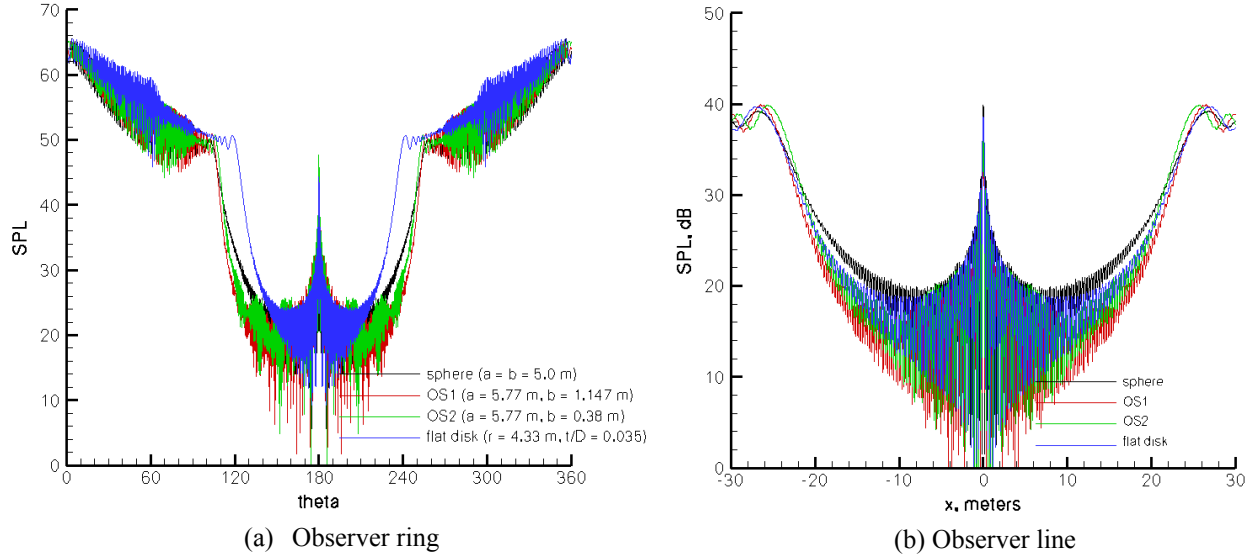 70
60
50
40
30
20
10
0
SPL
0 60 120 180 240 300 360
theta
sphere (a = b = 5.0 m)
OS1 (a = 5.77 m, b = 1.147 m)
OS2 (a = 5.77 m, b = 0.38 m)
flat disk (r = 4.33 m, t/D = 0.035)
(a) Observer ring
50
40
30
20
10
0
SPL, dB
-30 -20 -10 0 10 20 30
x, meters
sphere
OS1
OS2
flat disk
(b) Observer line